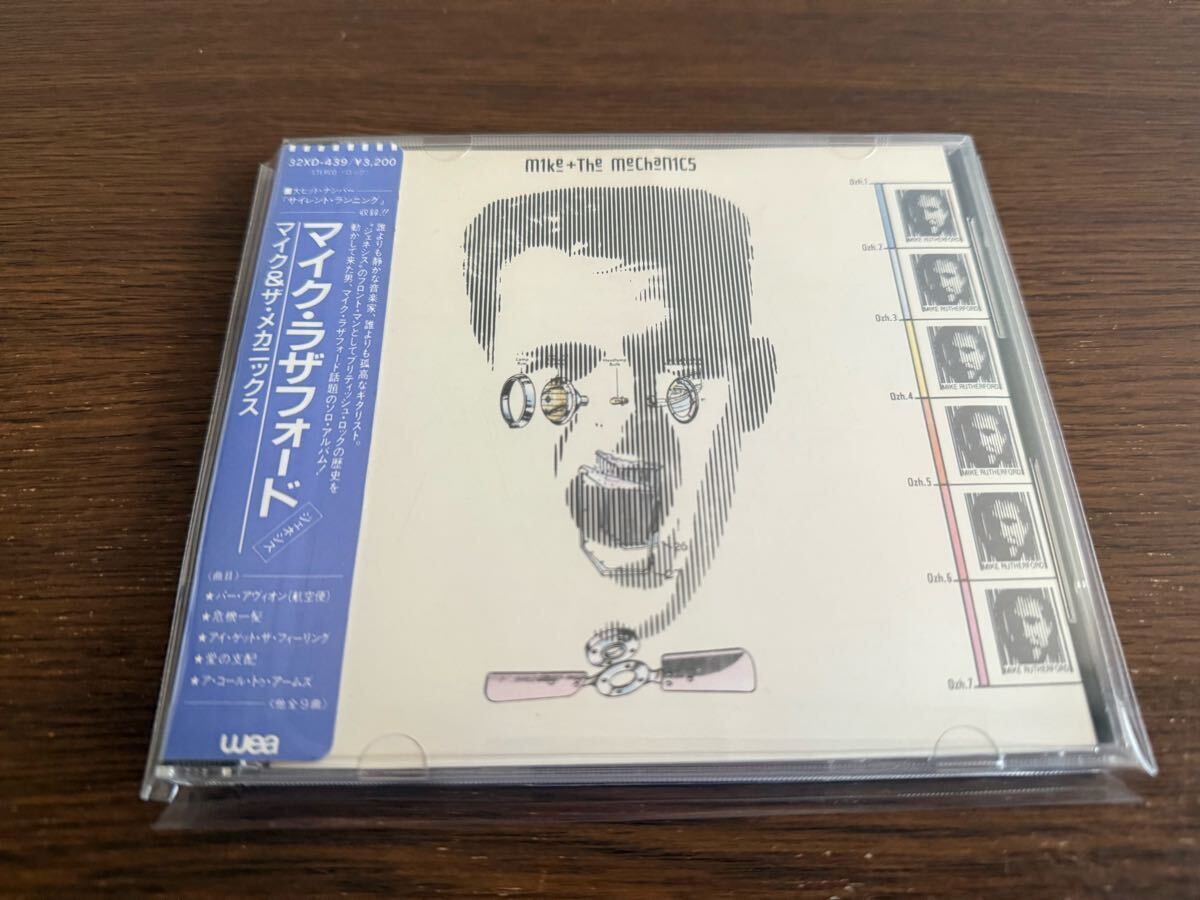 32XD-439/¥3,200
STEREO
大ヒット・ナンバー
「サイレント・ランニング」
収録!!
誰よりも静かな音楽家、誰よりも孤高なギタリスト。
"ジェネシス"のフロント・マンとしてブリティッシュ・ロックの歴史を
動かして来た男、マイク・ラザフォード話題のソロ・アルバム!
マイク・ラザフォード
ジェネシス
マイク&ザ・メカニックス
〈曲目〉
★パー・アヴィオン(航空便)
★危機一髪
★アイ・ゲット・ザ・フィーリング
★愛の支配
★ア・コール・トゥ・アームズ
〈他全9曲〉
wea
M1ke+The MeChaN1C5
Ozh.1
MIKE RUTHERFORD
Ozh.2
MIKE RUTHERFORD
Ozh.3
MIKE RUTHERFORD
Ozh.4
MIKE RUTHERFORD
Ozh.5
MIKE RUTHERFORD
Ozh.6
MIKE RUTHERFORD
Ozh.7
26